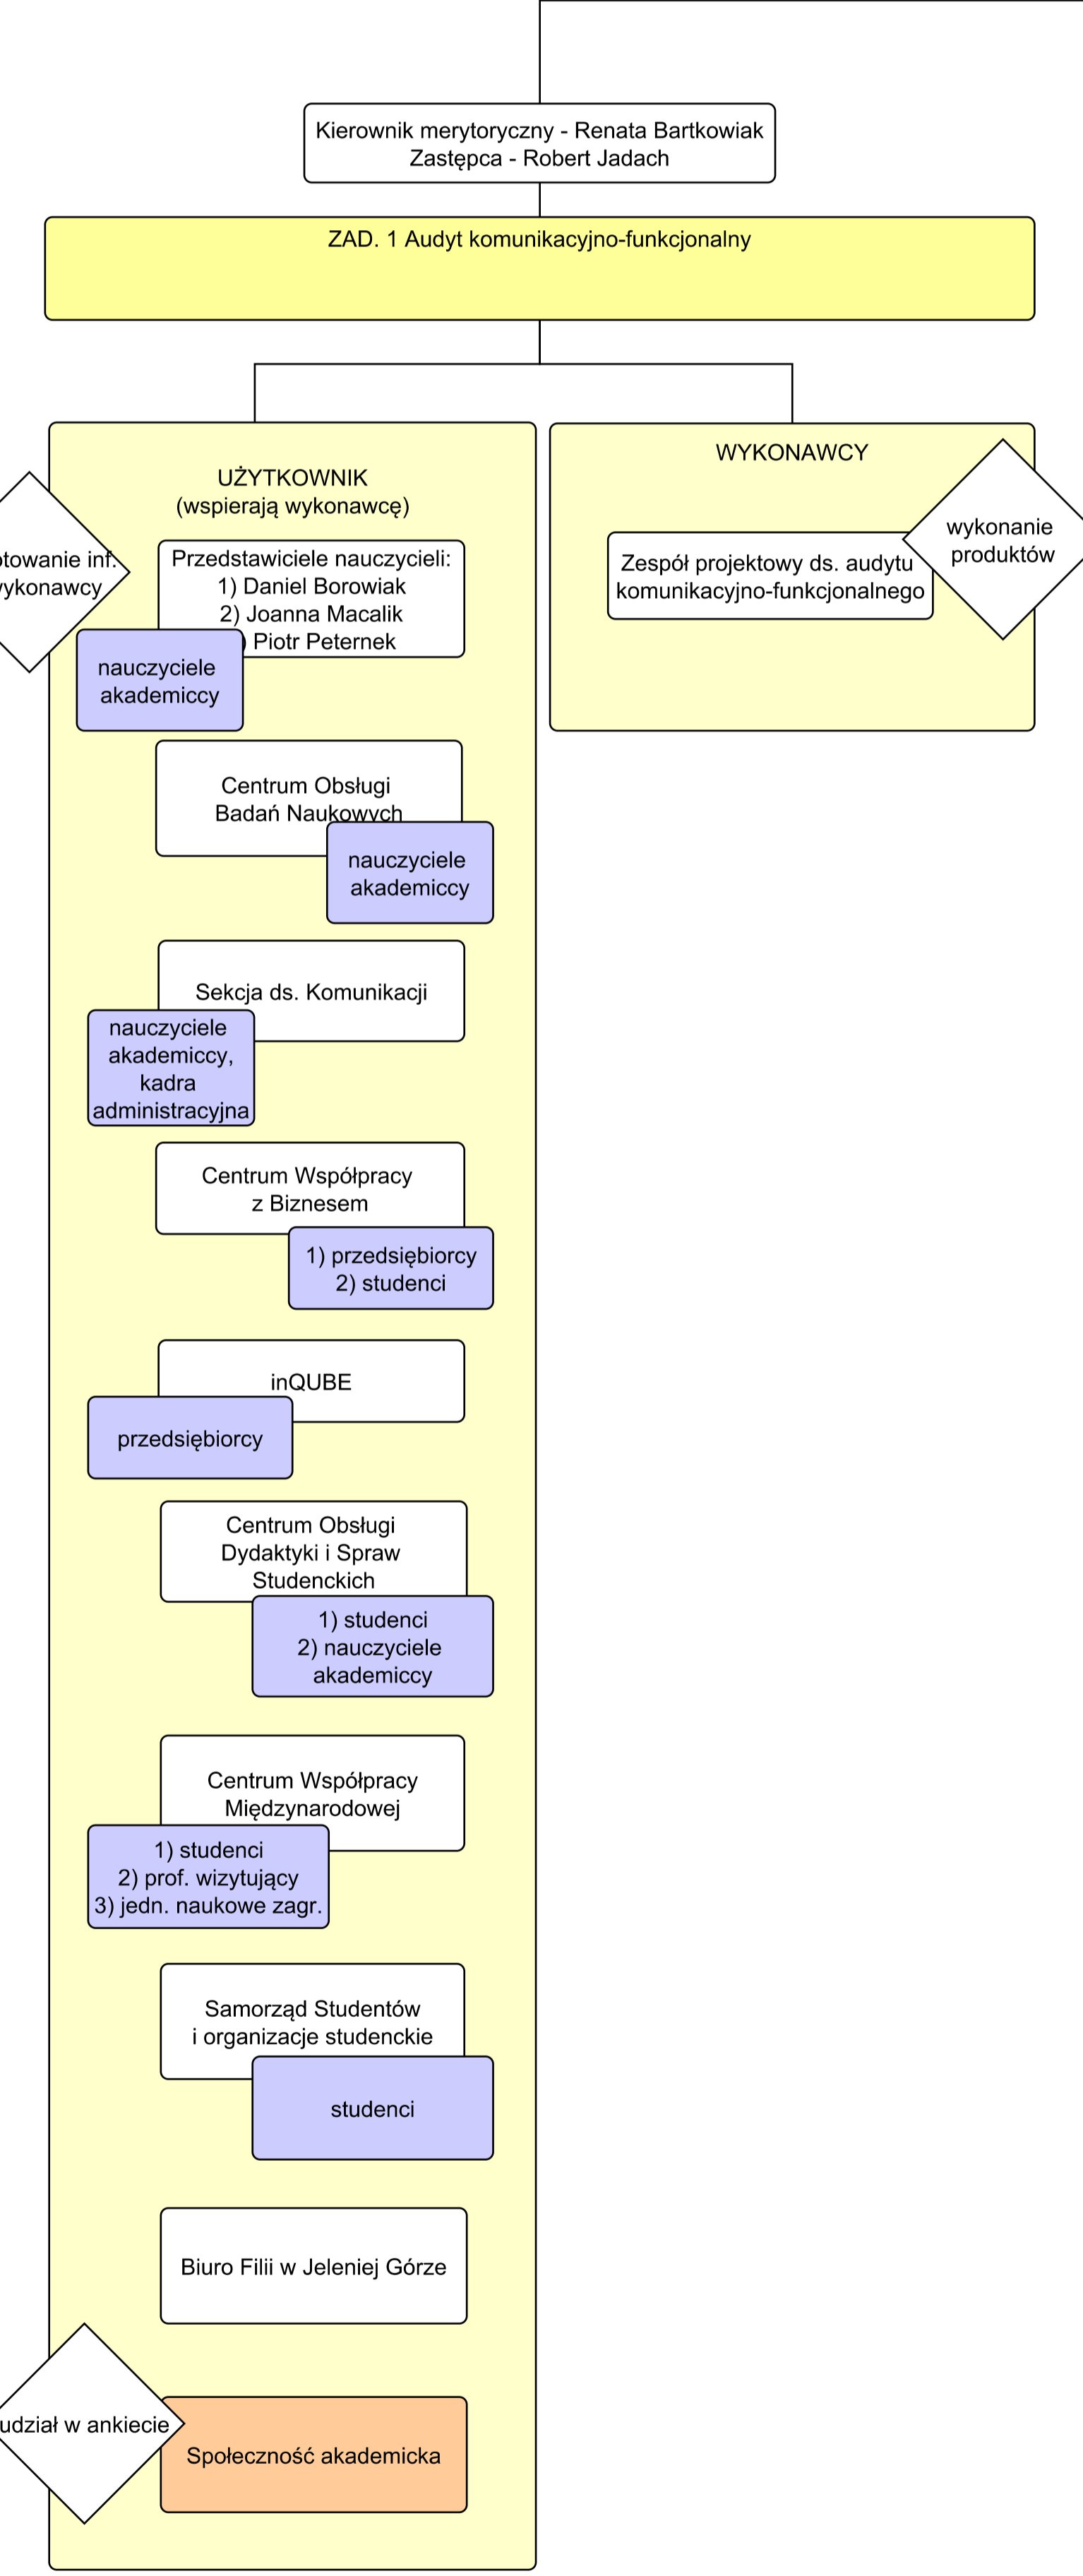 Kierownik merytoryczny - Renata Bartkowiak
Zastępca - Robert Jadach
ZAD. 1 Audyt komunikacyjno-funkcjonalny
UŻYTKOWNIK
(wspierają wykonawcę)
inf.
Przedstawiciele nauczycieli:
1) Daniel Borowiak
2) Joanna Macalik
) Piotr Peternek
nauczyciele
akademiccy
Centrum Obsługi
Badań Naukowych
nauczyciele
akademiccy
Sekcja ds. Komunikacji
nauczyciele
akademiccy,
kadra
administracyjna
Centrum Współpracy
z Biznesem
1) przedsiębiorcy
2) studenci
inQUBE
przedsiębiorcy
Centrum Obsługi
Dydaktyki i Spraw
Studenckich
1) studenci
2) nauczyciele
akademiccy
Centrum Współpracy
Międzynarodowej
1) studenci
2) prof. wizytujący
3) jedn. naukowe zagr.
Samorząd Studentów
i organizacje studenckie
studenci
Biuro Filii w Jeleniej Górze
udział w ankiecie
Społeczność akademicka
WYKONAWCY
Zespół projektowy ds. audytu
komunikacyjno-funkcjonalnego
wykonanie
produktów